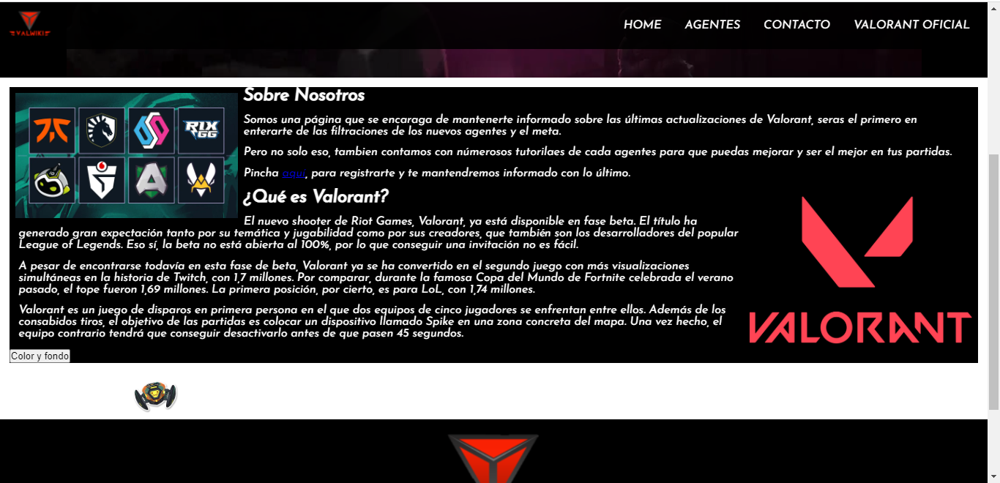 VALWIKI
HOME AGENTES CONTACTO VALORANT OFICIAL
Sobre Nosotros
Somos una página que se encaraga de mantenerte informado sobre las últimas actualizaciones de Valorant, seras el primero en
enterarte de las filtraciones de los nuevos agentes y el meta.
Pero no solo eso, tambien contamos con númerosos tutorilaes de cada agentes para que puedas mejorar y ser el mejor en tus partidas.
Pincha aquí, para registrarte y te mantendremos informado con lo último.
RIX
GG
¿Qué es Valorant?
El nuevo shooter de Riot Games, Valorant, ya está disponible en fase beta. El título ha
generado gran expectación tanto por su temática y jugabilidad como por sus creadores, que también son los desarrolladores del popular
League of Legends. Eso sí, la beta no está abierta al 100%, por lo que conseguir una invitación no es fácil.
A pesar de encontrarse todavía en esta fase de beta, Valorant ya se ha convertido en el segundo juego con más visualizaciones
simultáneas en la historia de Twitch, con 1,7 millones. Por comparar, durante la famosa Copa del Mundo de Fortnite celebrada el verano
pasado, el tope fueron 1,69 millones. La primera posición, por cierto, es para LoL, con 1,74 millones.
Valorant es un juego de disparos en primera persona en el que dos equipos de cinco jugadores se enfrentan entre ellos. Además de los
consabidos tiros, el objetivo de las partidas es colocar un dispositivo llamado Spike en una zona concreta del mapa. Una vez hecho, el
equipo contrario tendrá que conseguir desactivarlo antes de que pasen 45 segundos.
VALORANT
Color y fondo